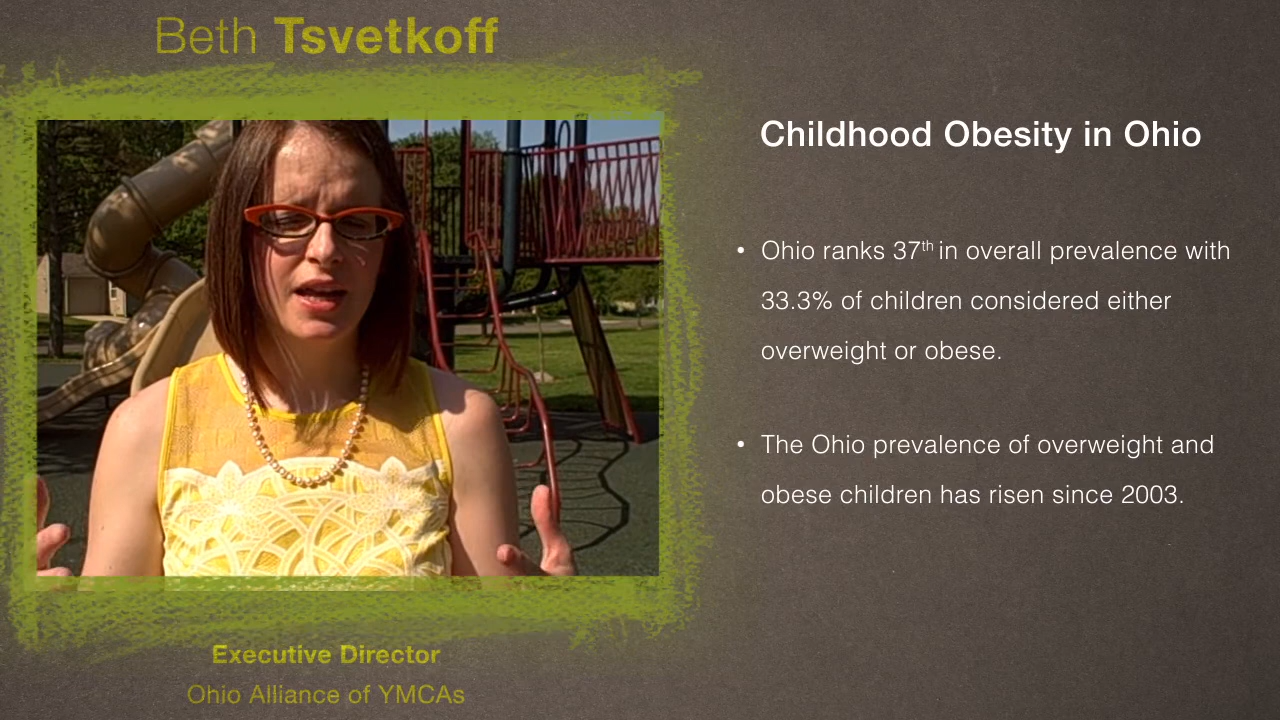 Beth Tsvetkoff
Childhood Obesity in Ohio
• Ohio ranks 37th in overall prevalence with
33.3% of children considered either
overweight or obese.
• The Ohio prevalence of overweight and
obese children has risen since 2003.
Executive Director
Ohio Alliance of YMCAs